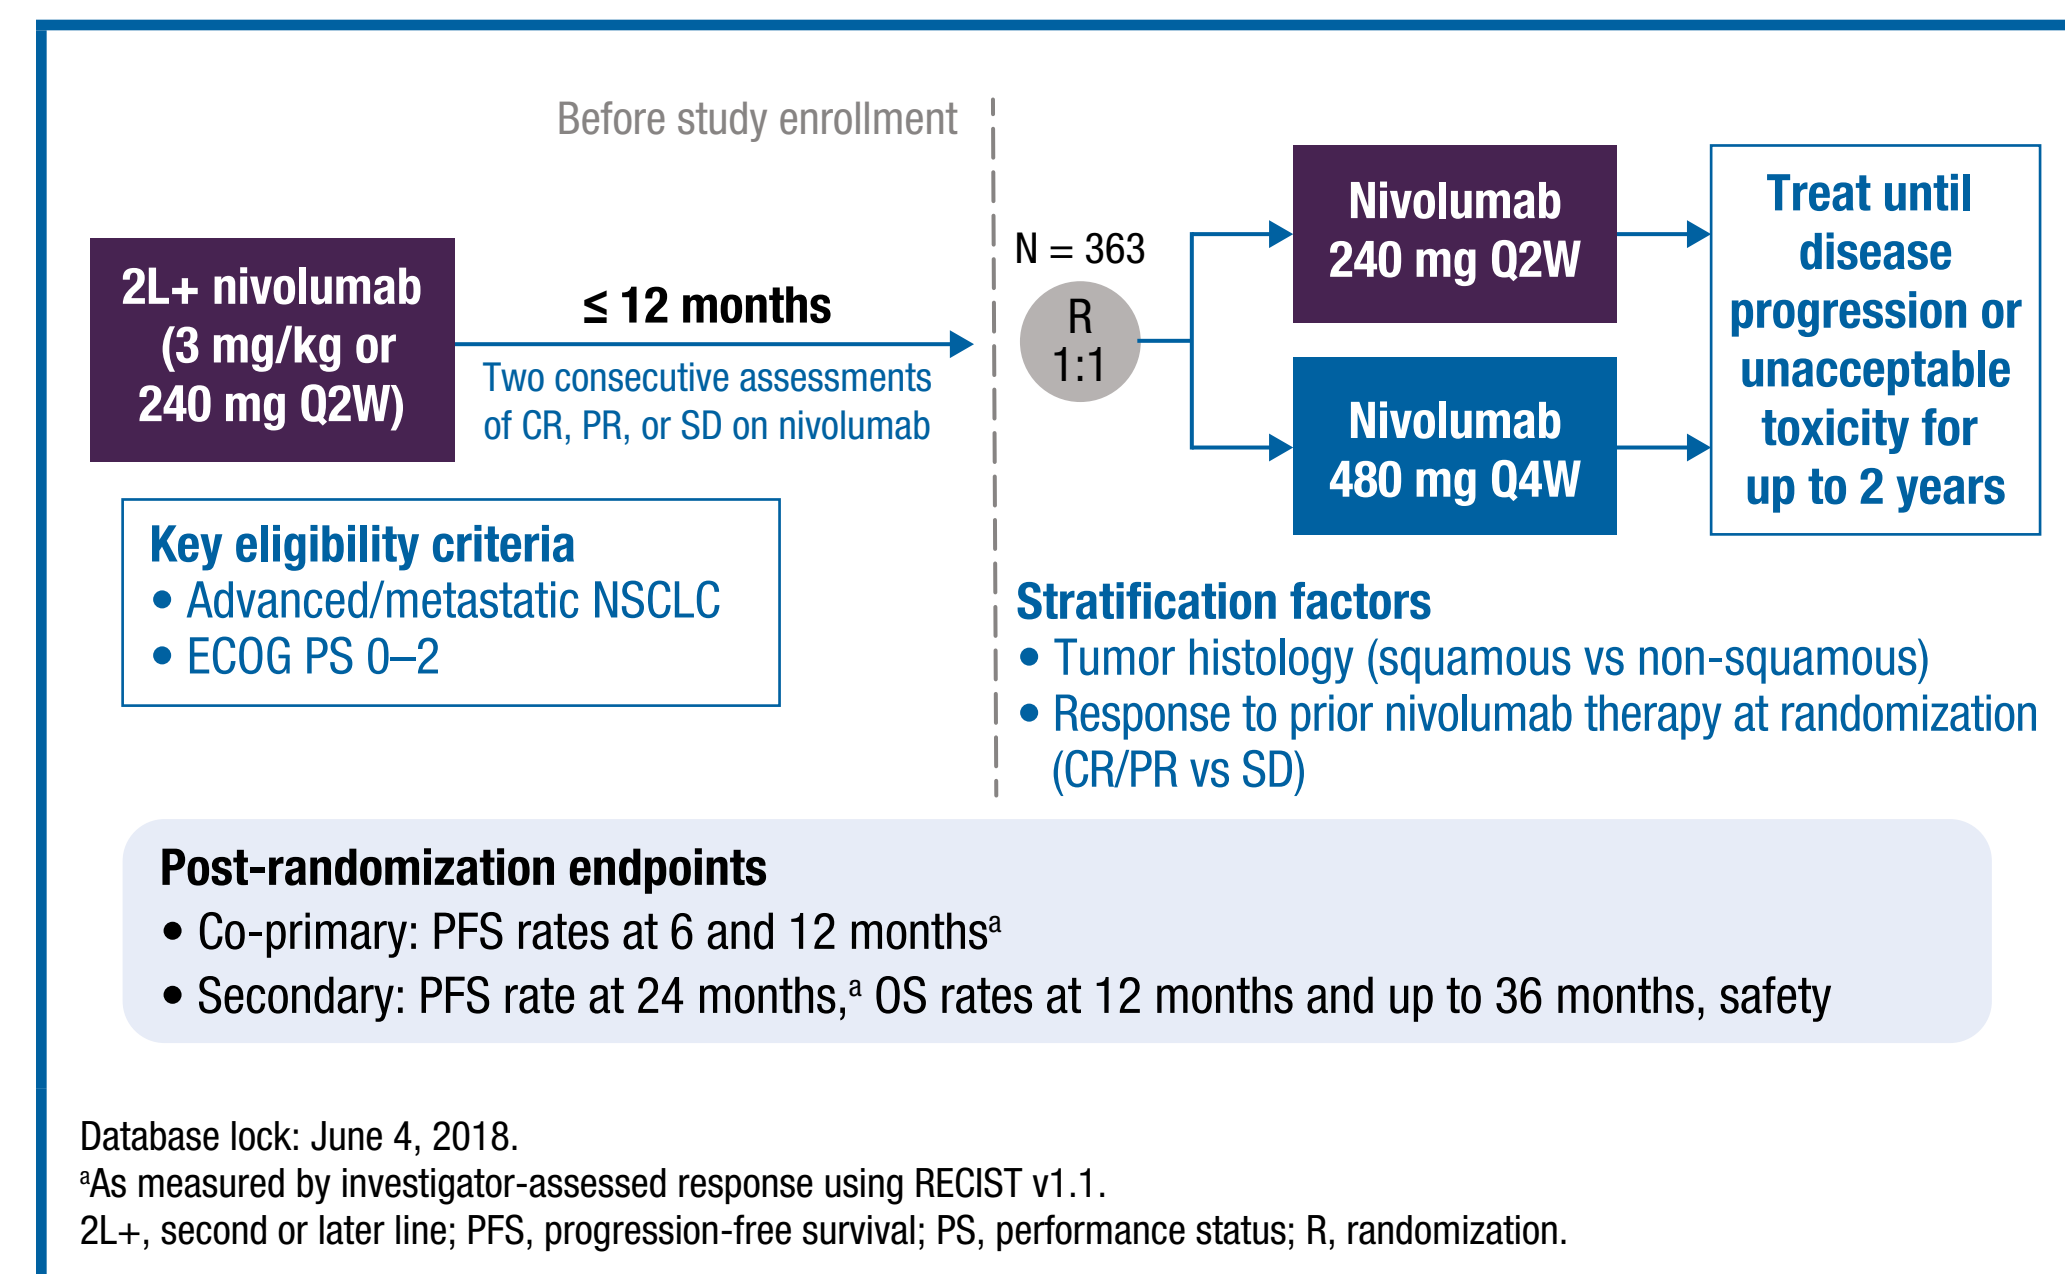 Before study enrollment
2L+ nivolumab
(3 mg/kg or
240 mg Q2W)
≤ 12 months
Two consecutive assessments
of CR, PR, or SD on nivolumab
Key eligibility criteria
• Advanced/metastatic NSCLC
• ECOG PS 0–2
N = 363
R
1:1
Nivolumab
240 mg Q2W
Nivolumab
480 mg Q4W
Treat until
disease
progression or
unacceptable
toxicity for
up to 2 years
Stratification factors
• Tumor histology (squamous vs non-squamous)
• Response to prior nivolumab therapy at randomization
(CR/PR vs SD)
Post-randomization endpoints
• Co-primary: PFS rates at 6 and 12 monthsᵃ
• Secondary: PFS rate at 24 months,ᵃ OS rates at 12 months and up to 36 months, safety
Database lock: June 4, 2018.
ᵃAs measured by investigator-assessed response using RECIST v1.1.
2L+, second or later line; PFS, progression-free survival; PS, performance status; R, randomization.